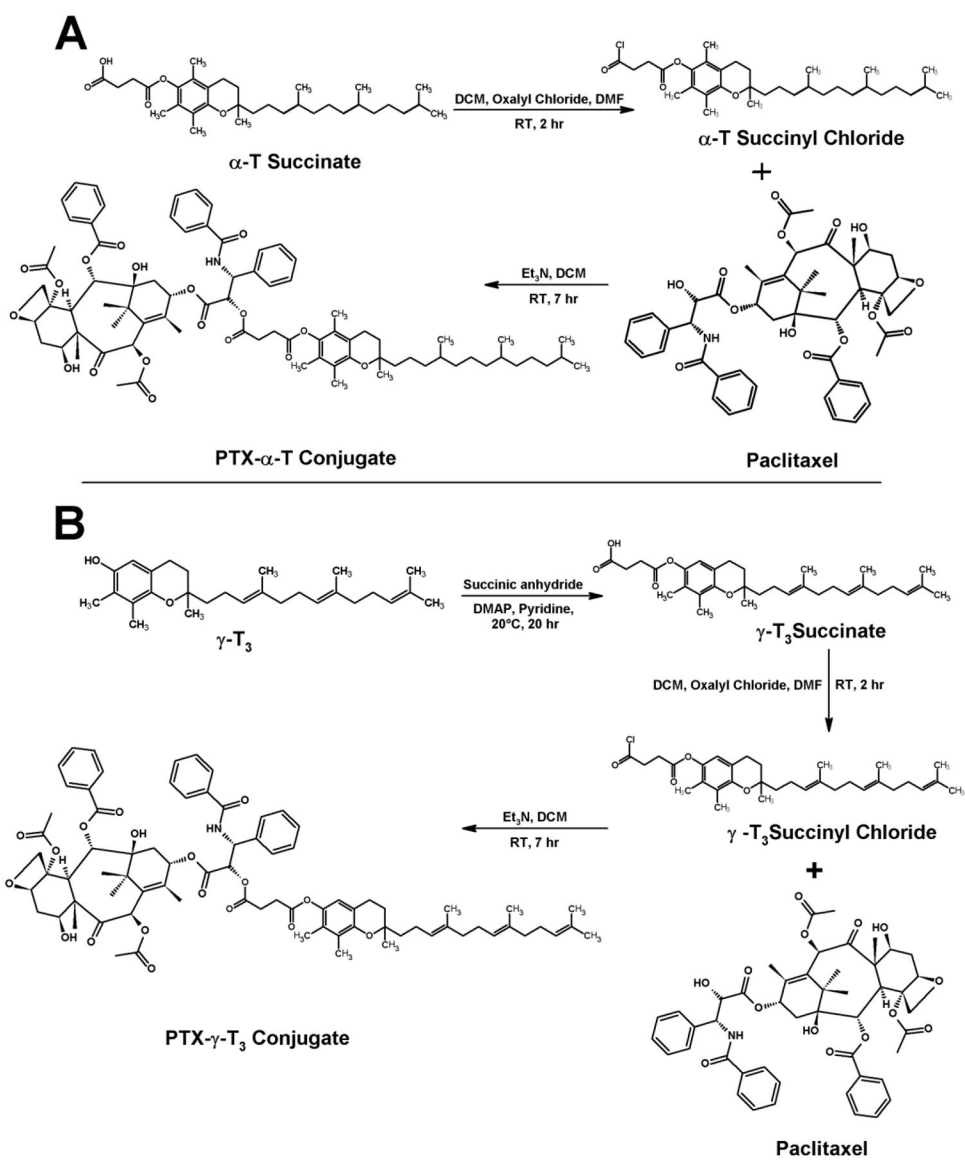 A
DCM, Oxalyl Chloride, DMF
RT, 2 hr
α-T Succinate
α-T Succinyl Chloride
+
Et₃N, DCM
RT, 7 hr
PTX-α-T Conjugate
Paclitaxel
B
Succinic anhydride
DMAP, Pyridine,
20°C, 20 hr
γ-T₃
γ-T₃Succinate
DCM, Oxalyl Chloride, DMF RT, 2 hr
Et₃N, DCM
RT, 7 hr
γ -T₃Succinyl Chloride
+
PTX-γ-T₃ Conjugate
Paclitaxel